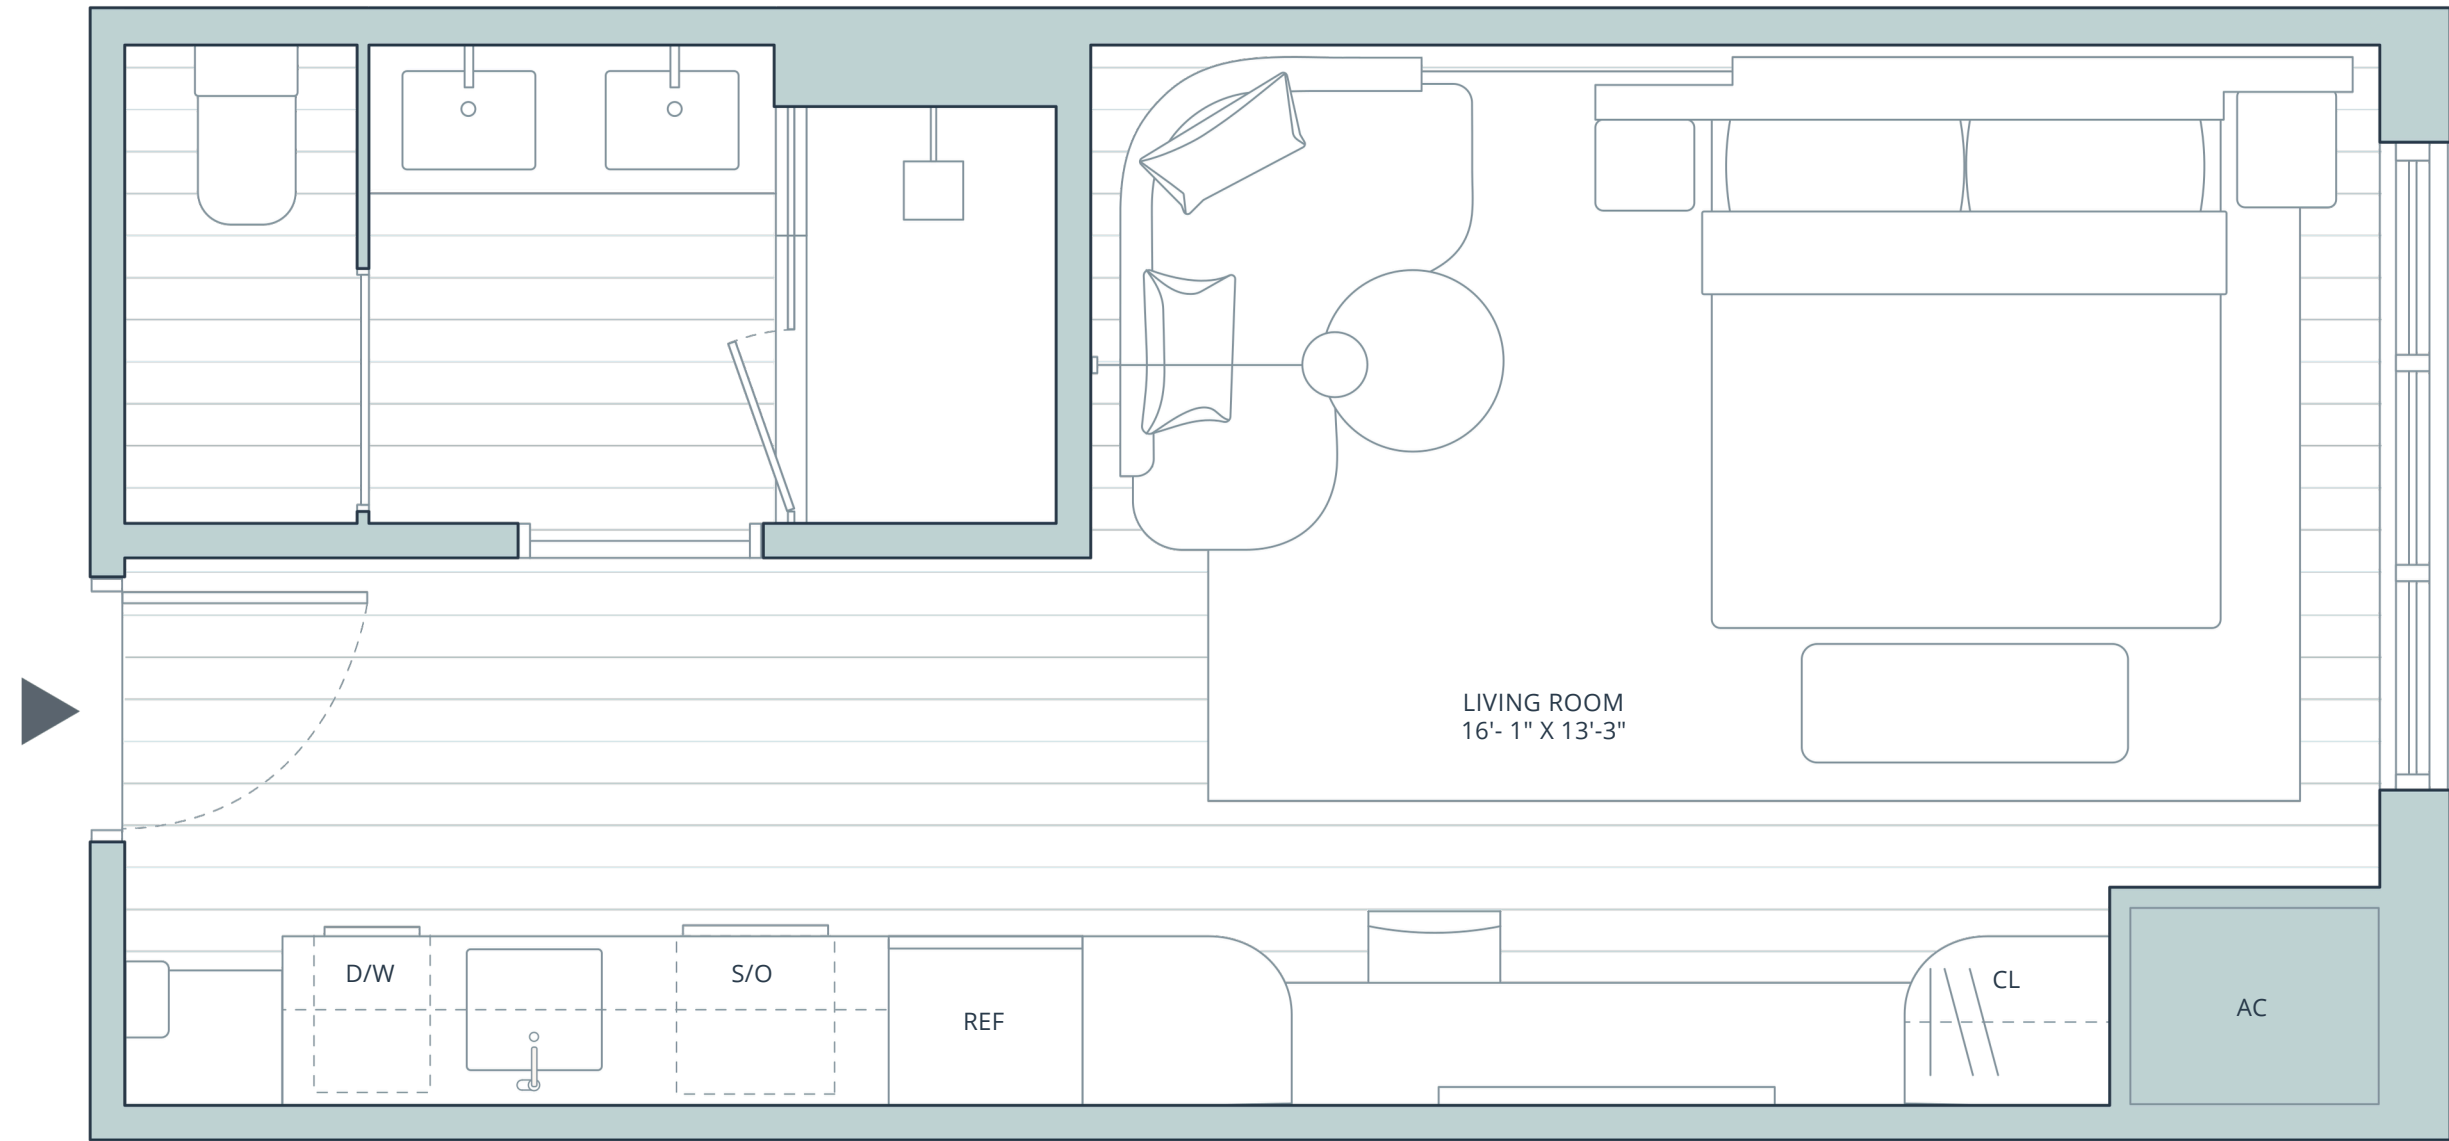 LIVING ROOM
16'- 1" X 13'-3"
D/W
S/O
REF
CL
AC